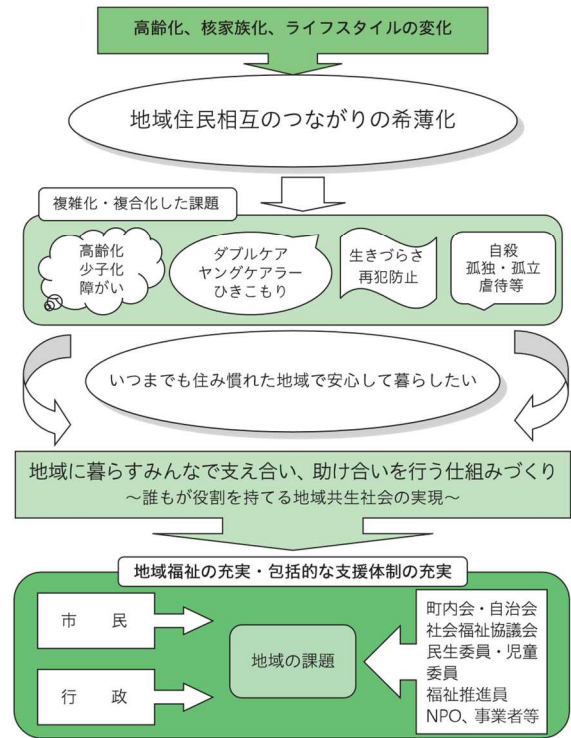 高齢化、核家族化、ライフスタイルの変化
地域住民相互のつながりの希薄化
複雑化・複合化した課題
高齢化
少子化
障がい
ダブルケア
ヤングケアラー
ひきこもり
生きづらさ
再犯防止
自殺
孤独・孤立
虐待等
いつまでも住み慣れた地域で安心して暮らしたい
地域に暮らすみんなで支え合い、助け合いを行う仕組みづくり
～誰もが役割を持てる地域共生社会の実現～
地域福祉の充実・包括的な支援体制の充実
市　民
行　政
地域の課題
町内会・自治会
社会福祉協議会
民生委員・児童
委員
福祉推進員
NPO、事業者等